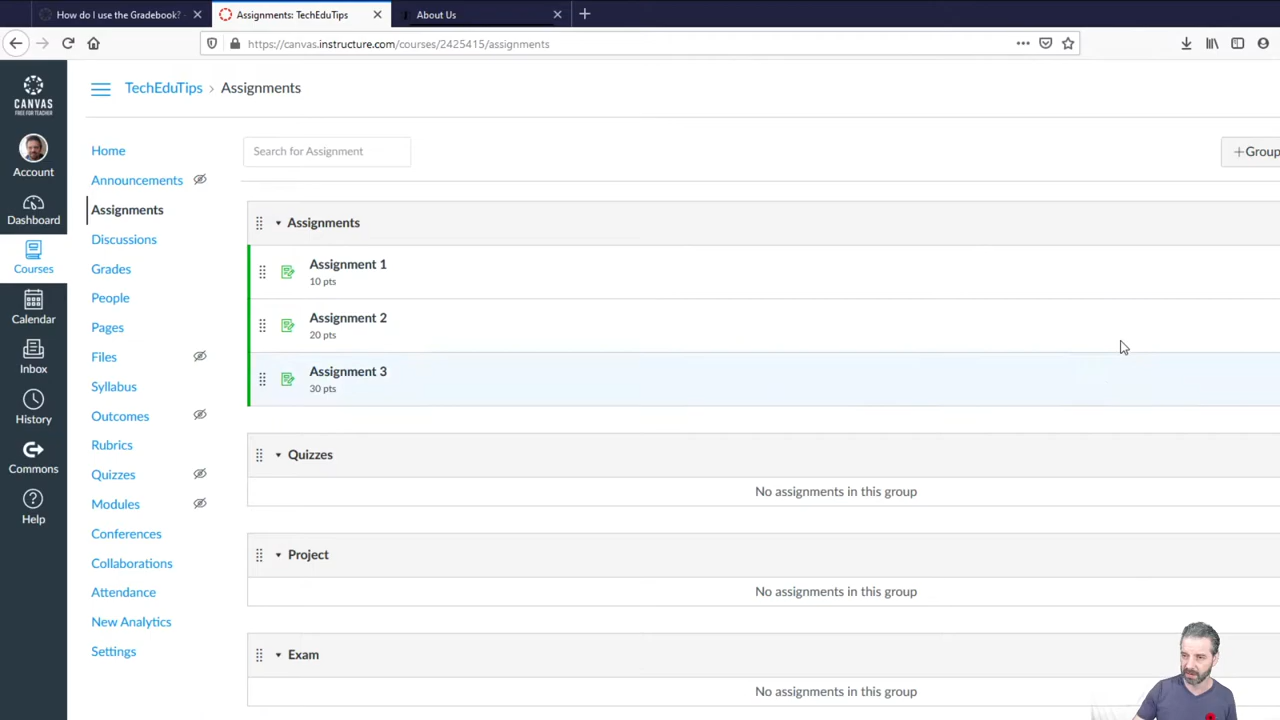 How do I use the Gradebook? -
Assignments: TechEduTips
About Us
https://canvas.instructure.com/courses/2425415/assignments
CANVAS
FREE FOR TEACHER
Account
Dashboard
Courses
Calendar
Inbox
History
Commons
Help
TechEduTips › Assignments
Home
Announcements
Assignments
Discussions
Grades
People
Pages
Files
Syllabus
Outcomes
Rubrics
Quizzes
Modules
Conferences
Collaborations
Attendance
New Analytics
Settings
Search for Assignment
+Group
Assignments
Assignment 1
10 pts
Assignment 2
20 pts
Assignment 3
30 pts
Quizzes
No assignments in this group
Project
No assignments in this group
Exam
No assignments in this group